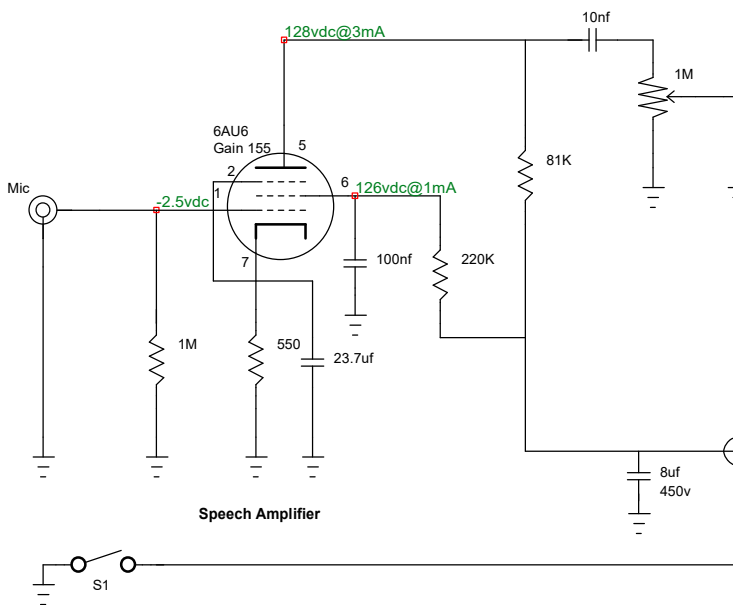 10nf
128vdc@3mA
1M
6AU6
Gain 155
5
2
81K
Mic
1
6
126vdc@1mA
-2.5vdc
7
100nf
220K
1M
550
23.7uf
8uf
450v
Speech Amplifier
S1